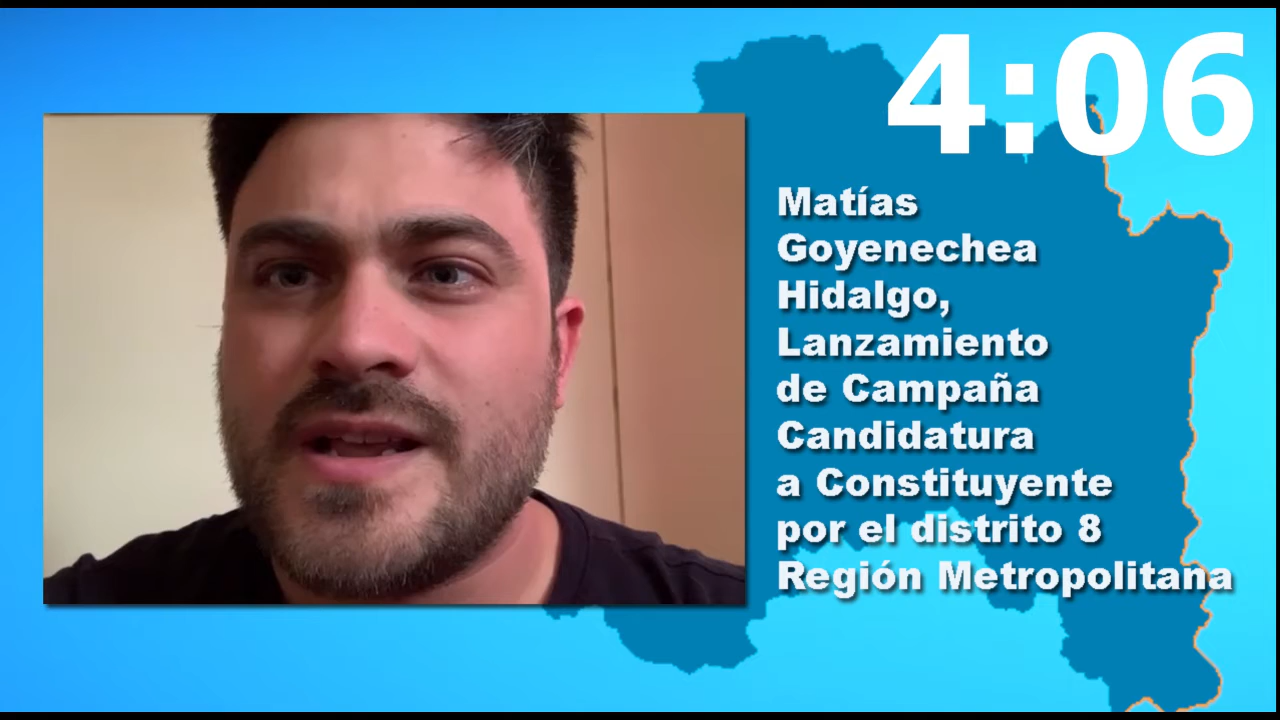 4:06
Matías
Goyenechea
Hidalgo,
Lanzamiento
de Campaña
Candidatura
a Constituyente
por el distrito 8
Región Metropolitana